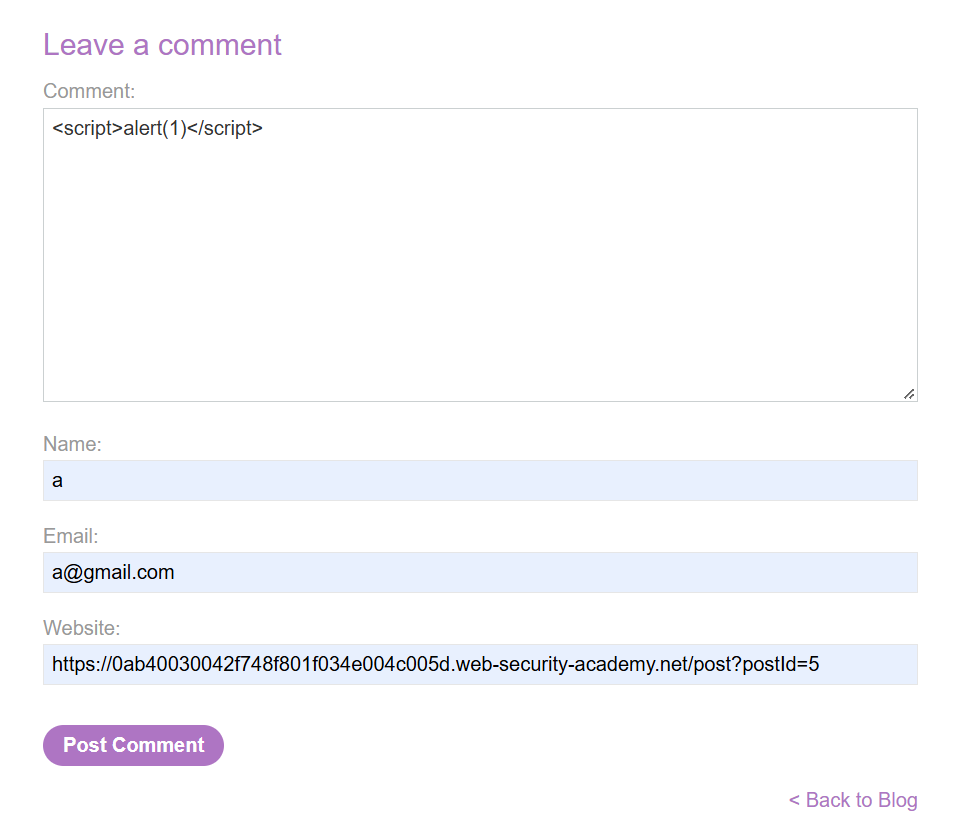 Leave a comment
Comment:
<script>alert(1)</script>
Name:
a
Email:
a@gmail.com
Website:
https://0ab40030042f748f801f034e004c005d.web-security-academy.net/post?postId=5
Post Comment
< Back to Blog